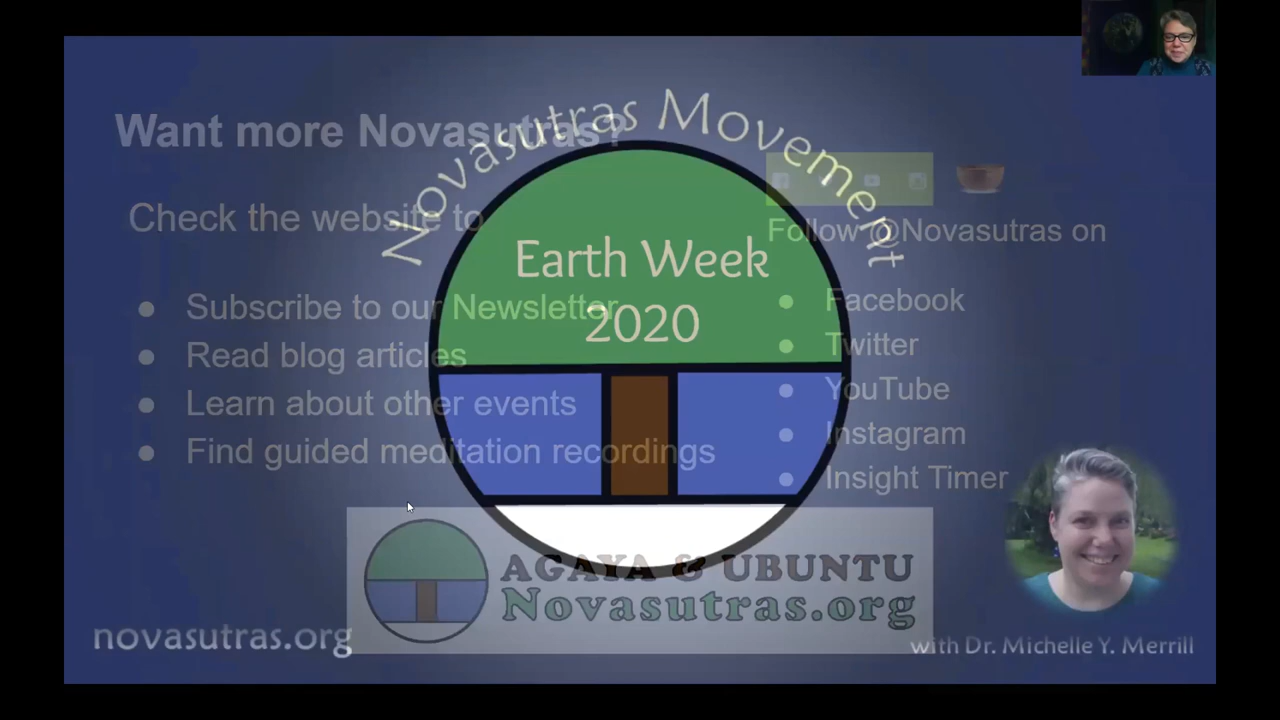 Novasutras Movement
Earth Week
2020
novasutras.org
with Dr. Michelle Y. Merrill
Want more Novasutras?
Check the website to
● Subscribe to our Newsletter
● Read blog articles
● Learn about other events
● Find guided meditation recordings
Follow @Novasutras on
● Facebook
● Twitter
● YouTube
● Instagram
● Insight Timer
AGAYA & UBUNTU
Novasutras.org